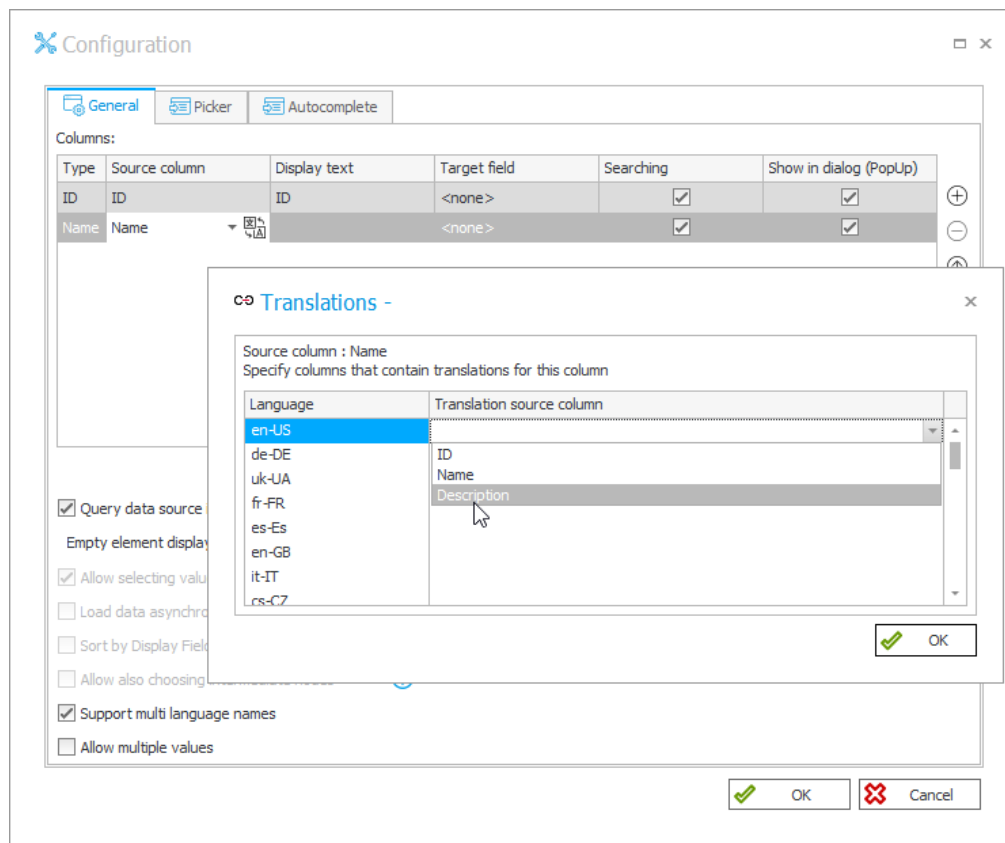 Configuration
General Picker Autocomplete
Columns:
Type Source column Display text Target field Searching Show in dialog (PopUp)
ID ID ID <none>
Name Name <none>
Translations -
Source column : Name
Specify columns that contain translations for this column
Language Translation source column
en-US
de-DE ID
uk-UA Name
fr-FR Description
es-Es
en-GB
it-IT
cs-CZ
OK
Query data source
Empty element display
Allow selecting valu
Load data asynchro
Sort by Display Field
Allow also choosing intermediate nodes
Support multi language names
Allow multiple values
OK Cancel